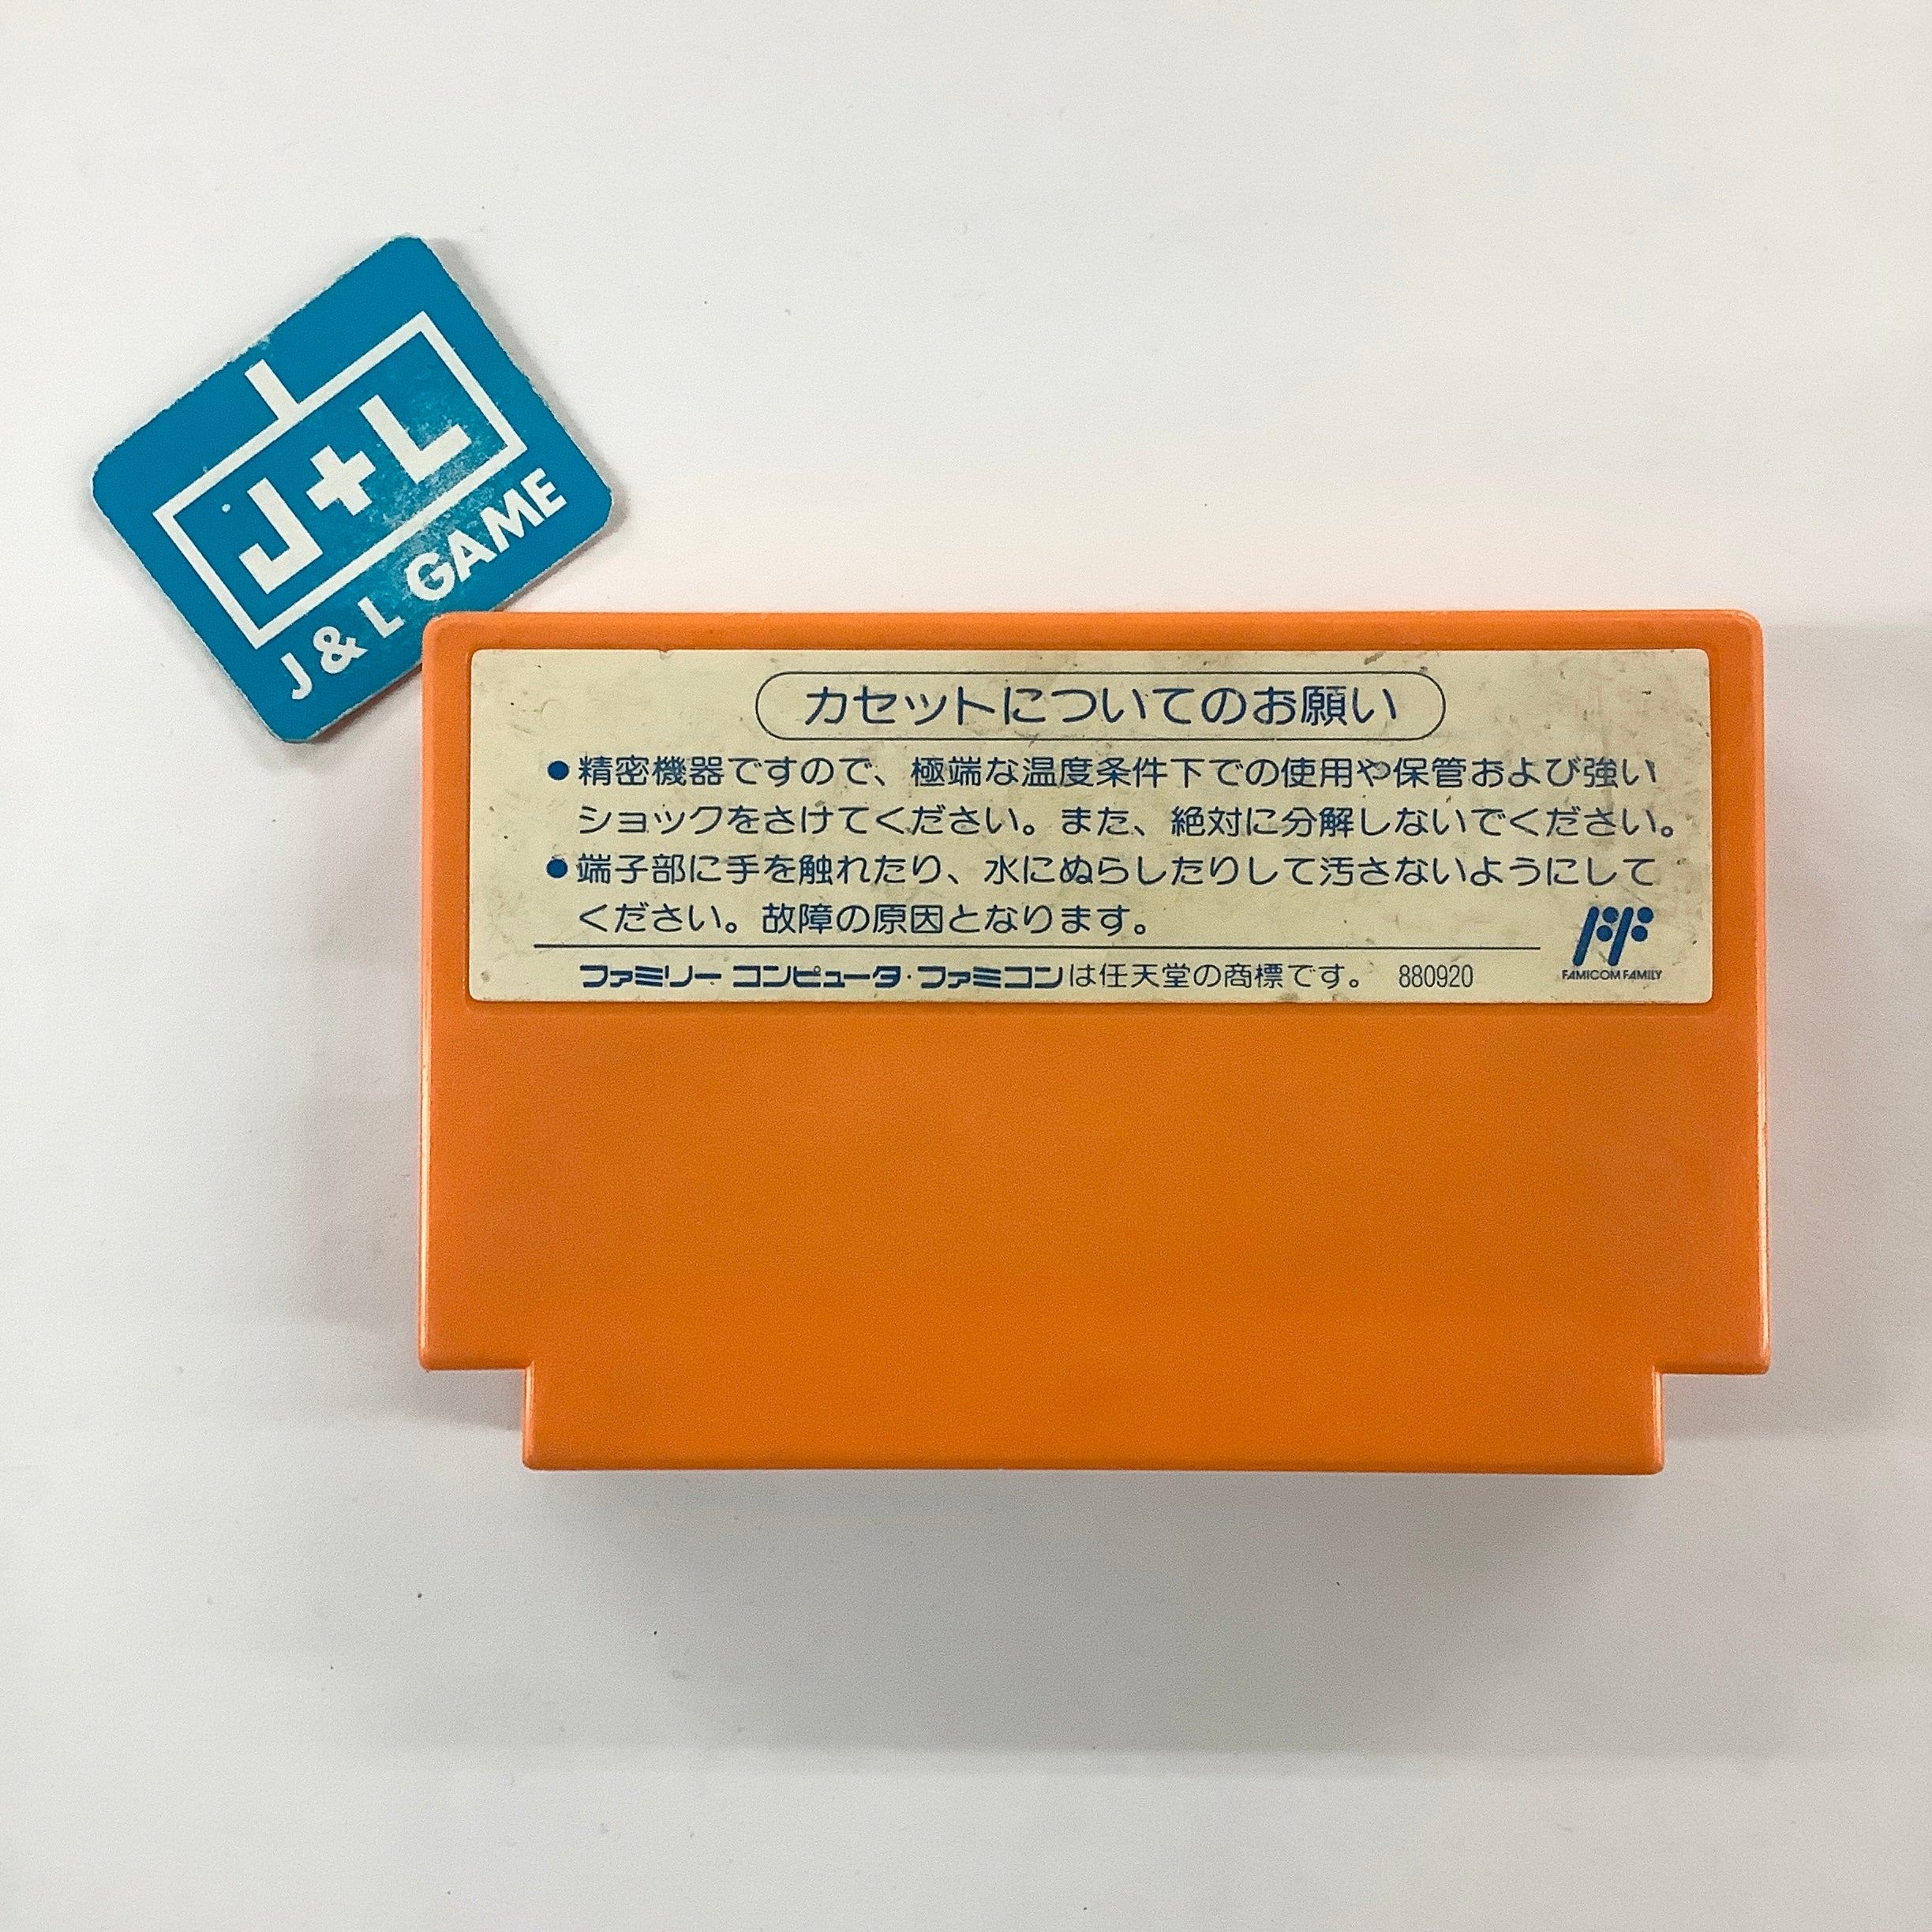 J+L
J & L GAME
カセットについてのお願い
●精密機器ですので、極端な温度条件下での使用や保管および強い
ショックをさけてください。また、絶対に分解しないでください。
●端子部に手を触れたり、水にぬらしたりして汚さないようにして
ください。故障の原因となります。
ファミリー コンピュータ・ファミコンは任天堂の商標です。 880920
FF
FAMICOM FAMILY